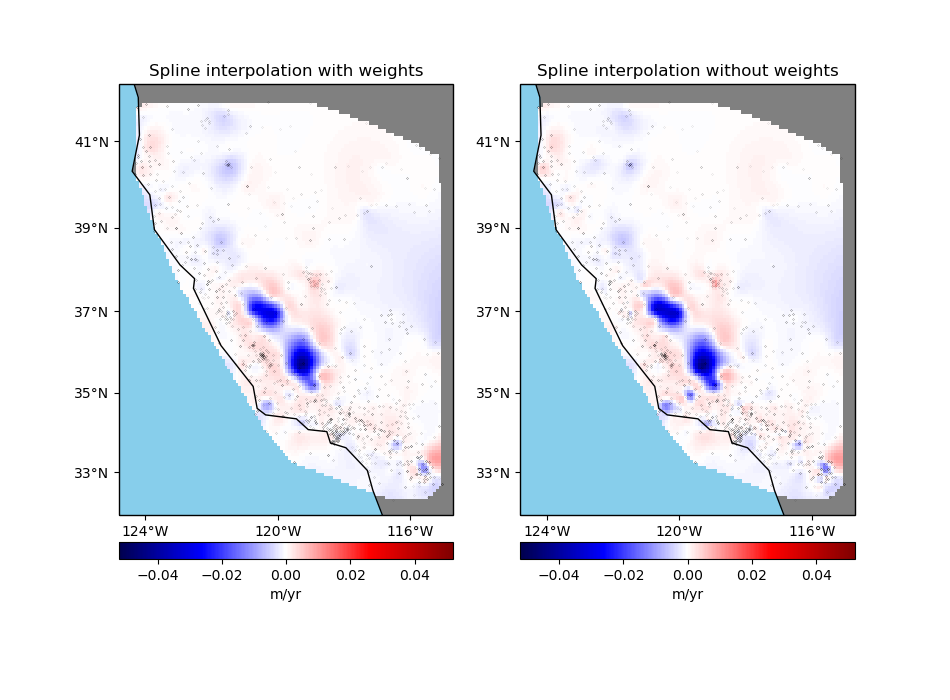 Spline interpolation with weights
41°N
39°N
37°N
35°N
33°N
124°W 120°W 116°W
−0.04 −0.02 0.00 0.02 0.04
m/yr
Spline interpolation without weights
41°N
39°N
37°N
35°N
33°N
124°W 120°W 116°W
−0.04 −0.02 0.00 0.02 0.04
m/yr